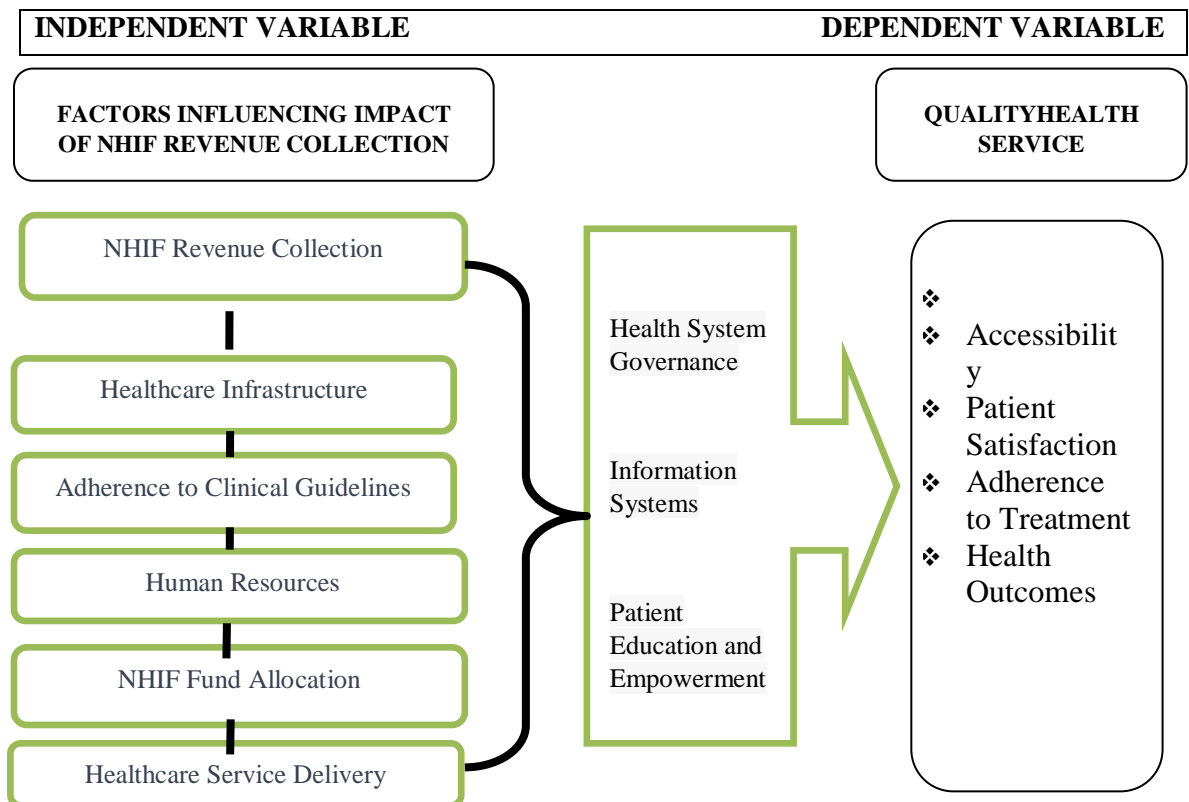 INDEPENDENT VARIABLE DEPENDENT VARIABLE
FACTORS INFLUENCING IMPACT
OF NHIF REVENUE COLLECTION
QUALITYHEALTH
SERVICE
NHIF Revenue Collection
Healthcare Infrastructure
Adherence to Clinical Guidelines
Human Resources
NHIF Fund Allocation
Healthcare Service Delivery
Health System
Governance
Information
Systems
Patient
Education and
Empowerment
❖
❖ Accessibilit
y
❖ Patient
Satisfaction
❖ Adherence
to Treatment
❖ Health
Outcomes